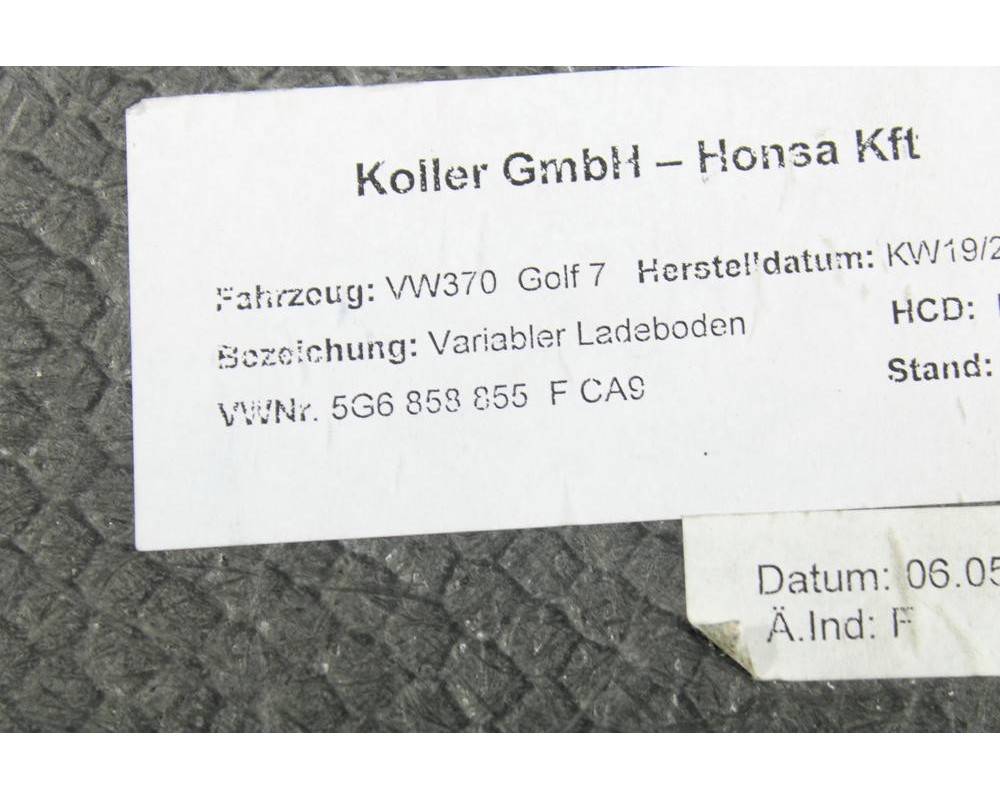 Koller GmbH – Honsa Kft
Fahrzeug: VW370 Golf 7 Herstelldatum: KW19/2
Bezeichung: Variabler Ladeboden HCD:
VWNr. 5G6 858 855 F CA9 Stand:
Datum: 06.05
Ä.Ind: F